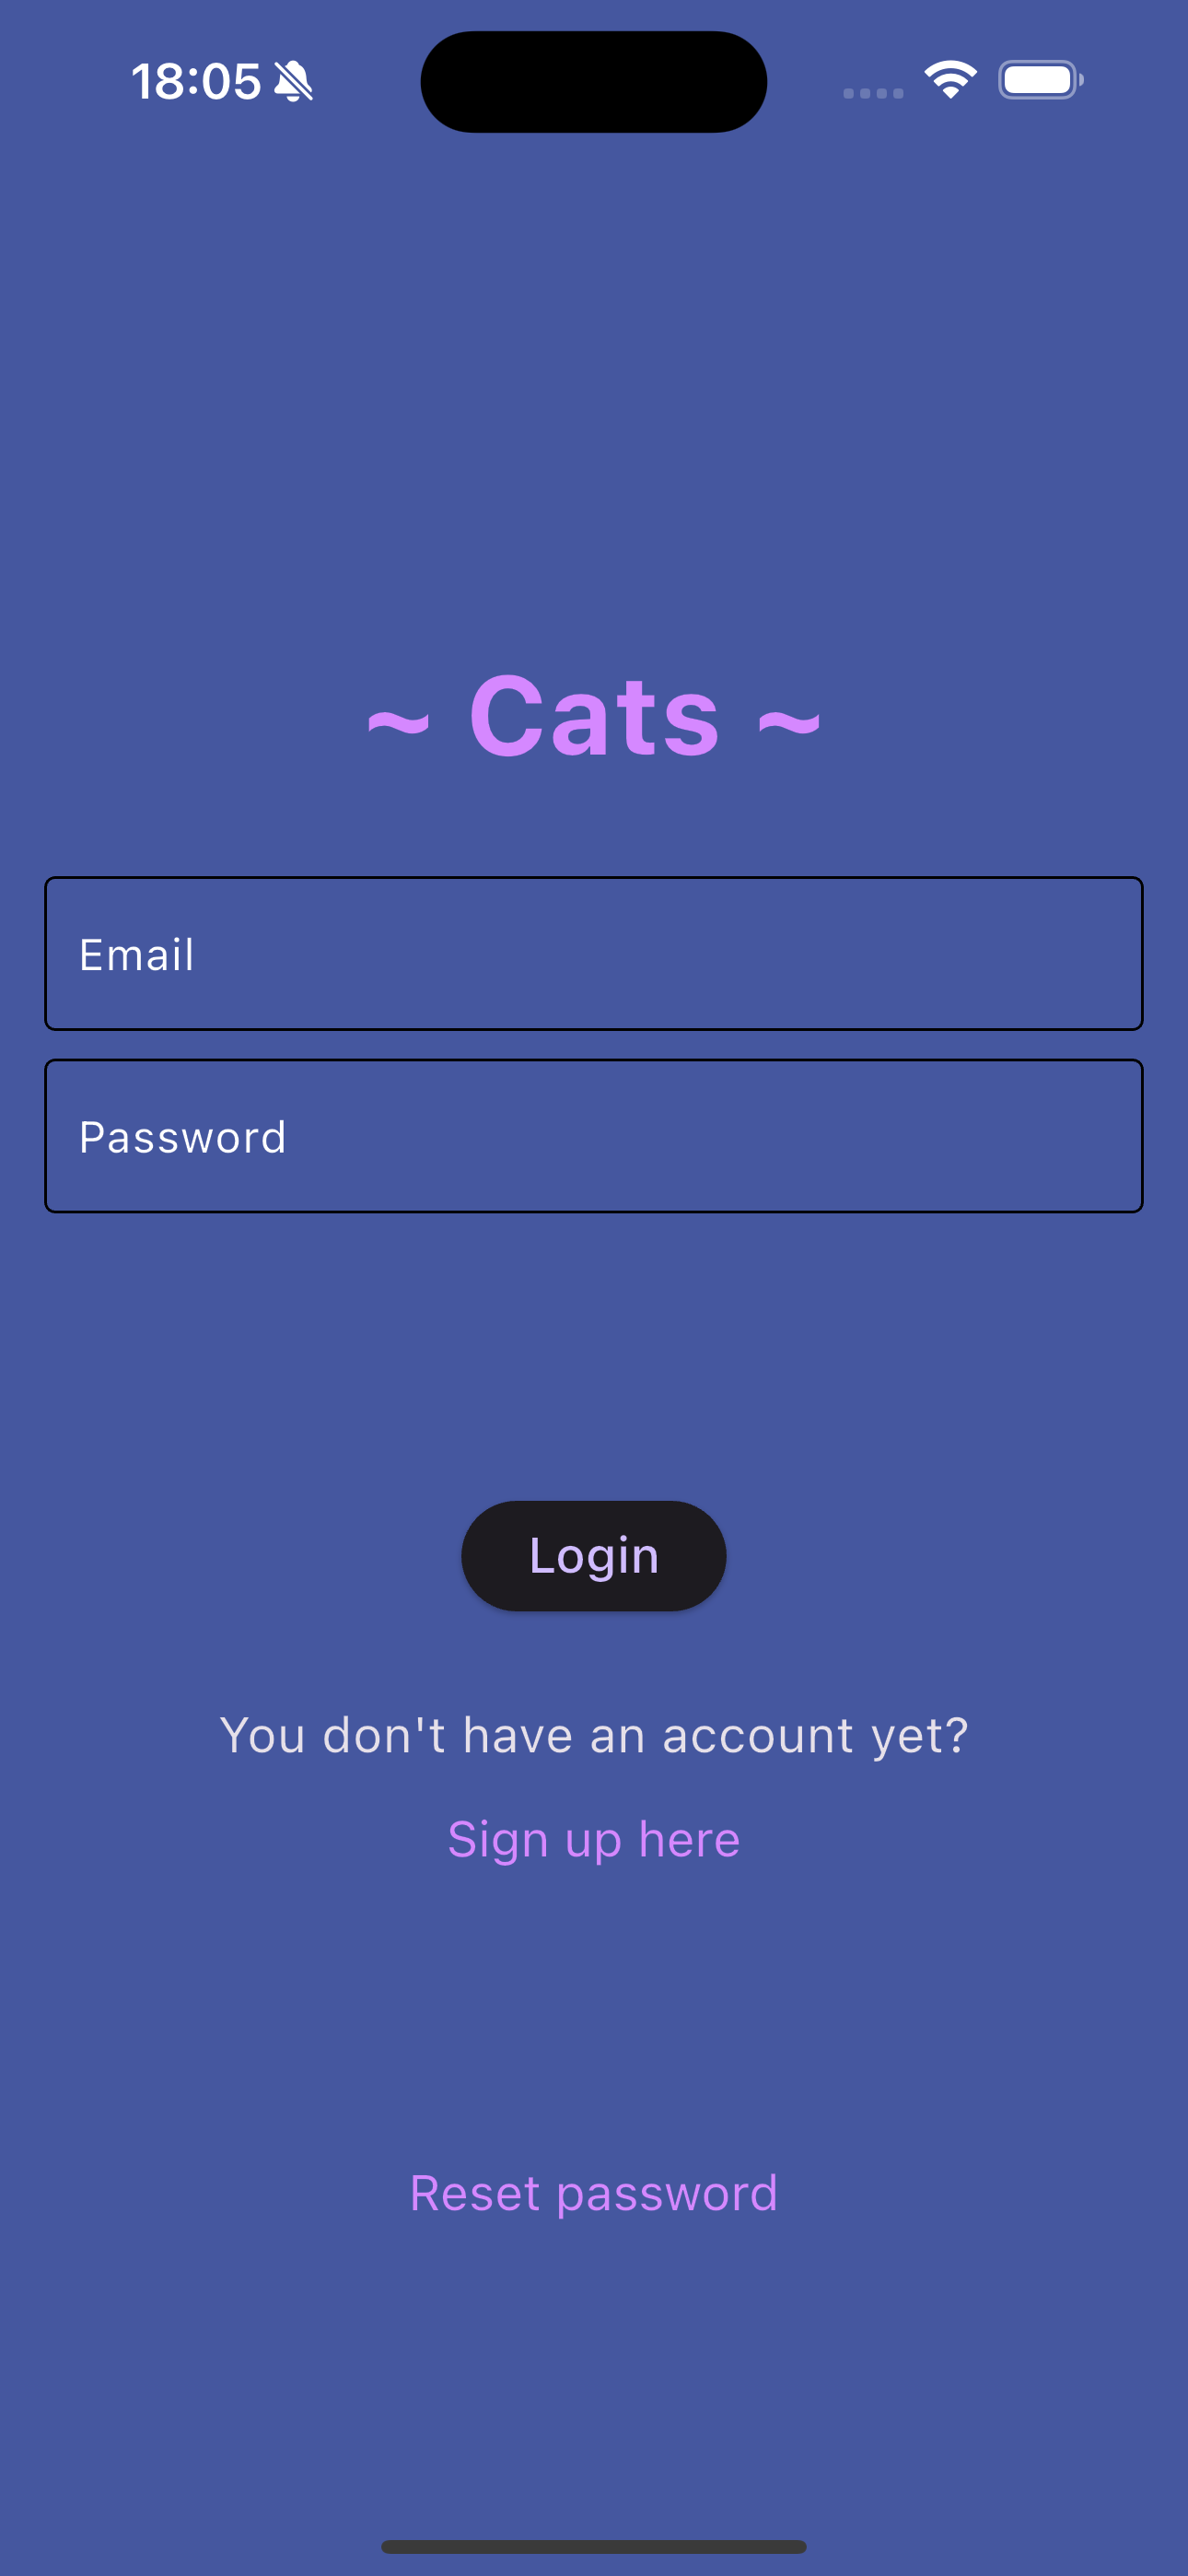 18:05
~ Cats ~
Email
Password
Login
You don't have an account yet?
Sign up here
Reset password